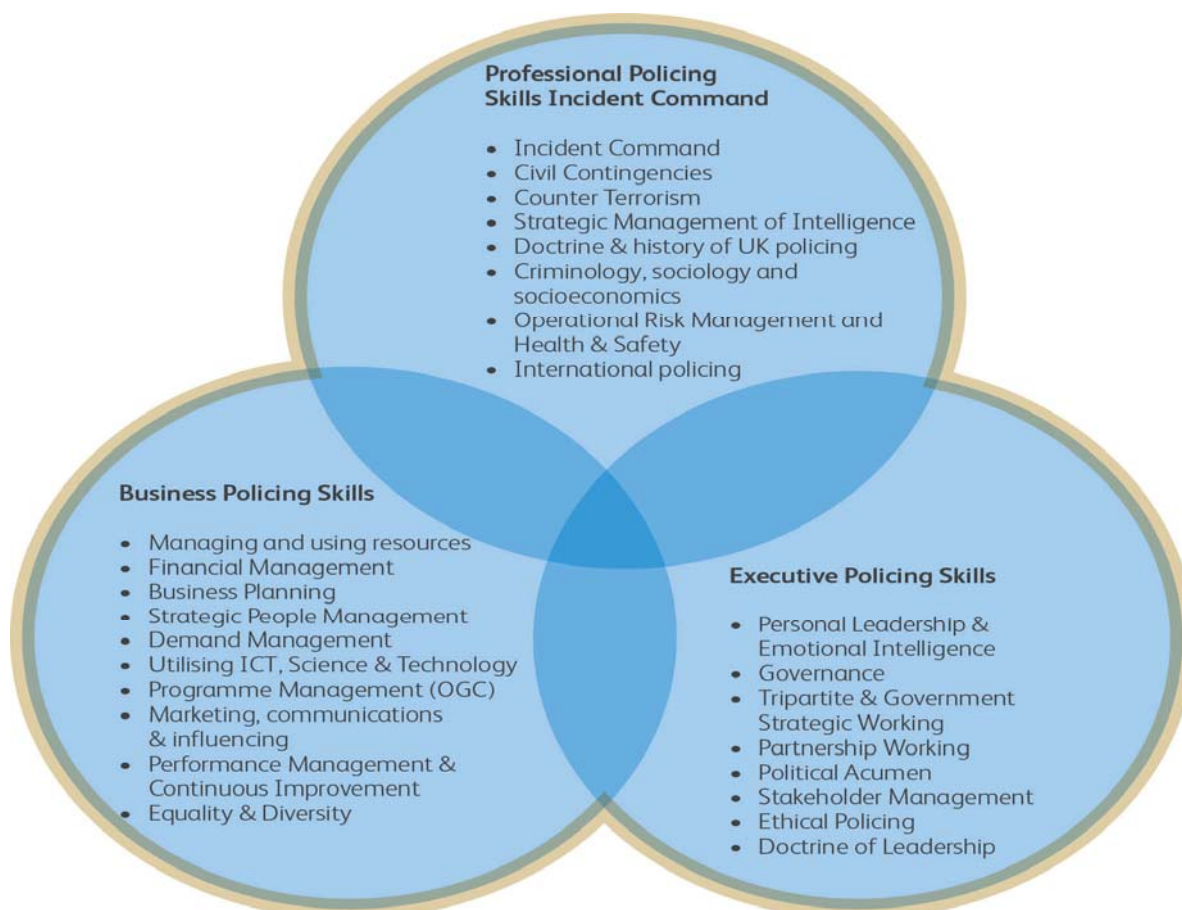 Professional Policing
Skills Incident Command
• Incident Command
• Civil Contingencies
• Counter Terrorism
• Strategic Management of Intelligence
• Doctrine & history of UK policing
• Criminology, sociology and
socioeconomics
• Operational Risk Management and
Health & Safety
• International policing
Business Policing Skills
• Managing and using resources
• Financial Management
• Business Planning
• Strategic People Management
• Demand Management
• Utilising ICT, Science & Technology
• Programme Management (OGC)
• Marketing, communications
& influencing
• Performance Management &
Continuous Improvement
• Equality & Diversity
Executive Policing Skills
• Personal Leadership &
Emotional Intelligence
• Governance
• Tripartite & Government
Strategic Working
• Partnership Working
• Political Acumen
• Stakeholder Management
• Ethical Policing
• Doctrine of Leadership